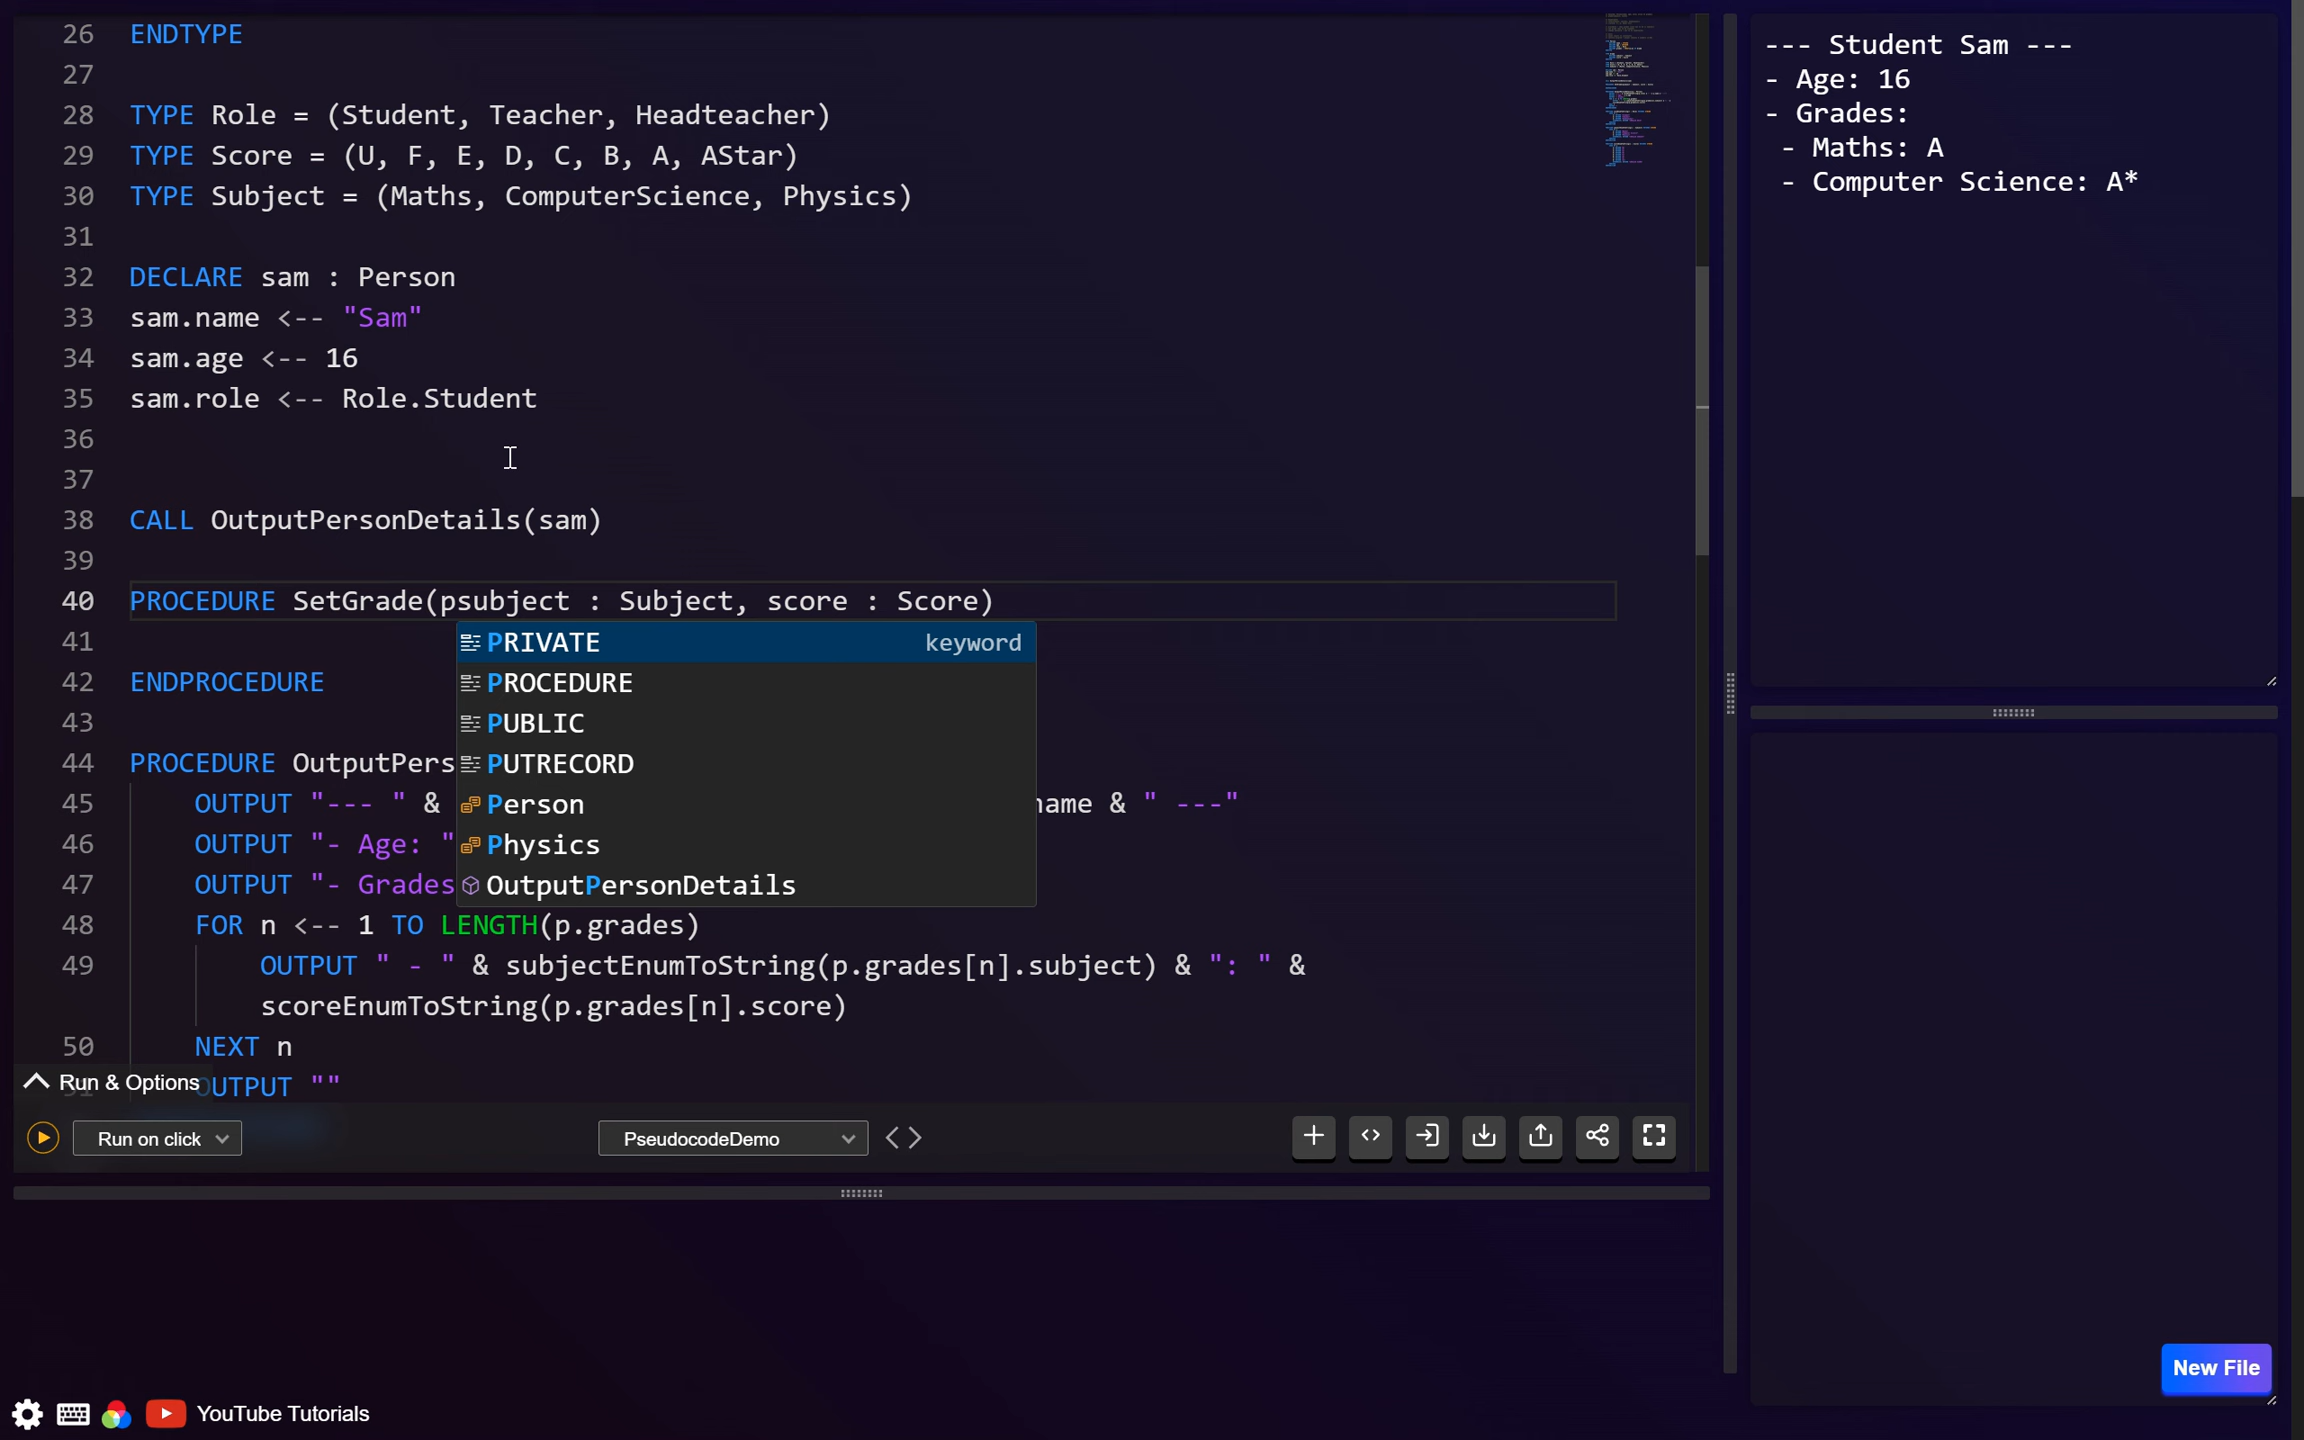 26 ENDTYPE
27
28 TYPE Role = (Student, Teacher, Headteacher)
29 TYPE Score = (U, F, E, D, C, B, A, AStar)
30 TYPE Subject = (Maths, ComputerScience, Physics)
31
32 DECLARE sam : Person
33 sam.name <-- "Sam"
34 sam.age <-- 16
35 sam.role <-- Role.Student
36
37
38 CALL OutputPersonDetails(sam)
39
40 PROCEDURE SetGrade(psubject : Subject, score : Score)
41
PRIVATE keyword
PROCEDURE
PUBLIC
PUTRECORD
Person
Physics
OutputPersonDetails
42 ENDPROCEDURE
43
44 PROCEDURE OutputPers
45 OUTPUT "--- " & name & " ---"
46 OUTPUT "- Age: "
47 OUTPUT "- Grades
48 FOR n <-- 1 TO LENGTH(p.grades)
49 OUTPUT " - " & subjectEnumToString(p.grades[n].subject) & ": " &
scoreEnumToString(p.grades[n].score)
50 NEXT n
51 OUTPUT ""
Run & Options
Run on click
PseudocodeDemo
YouTube Tutorials
--- Student Sam ---
- Age: 16
- Grades:
- Maths: A
- Computer Science: A*
New File